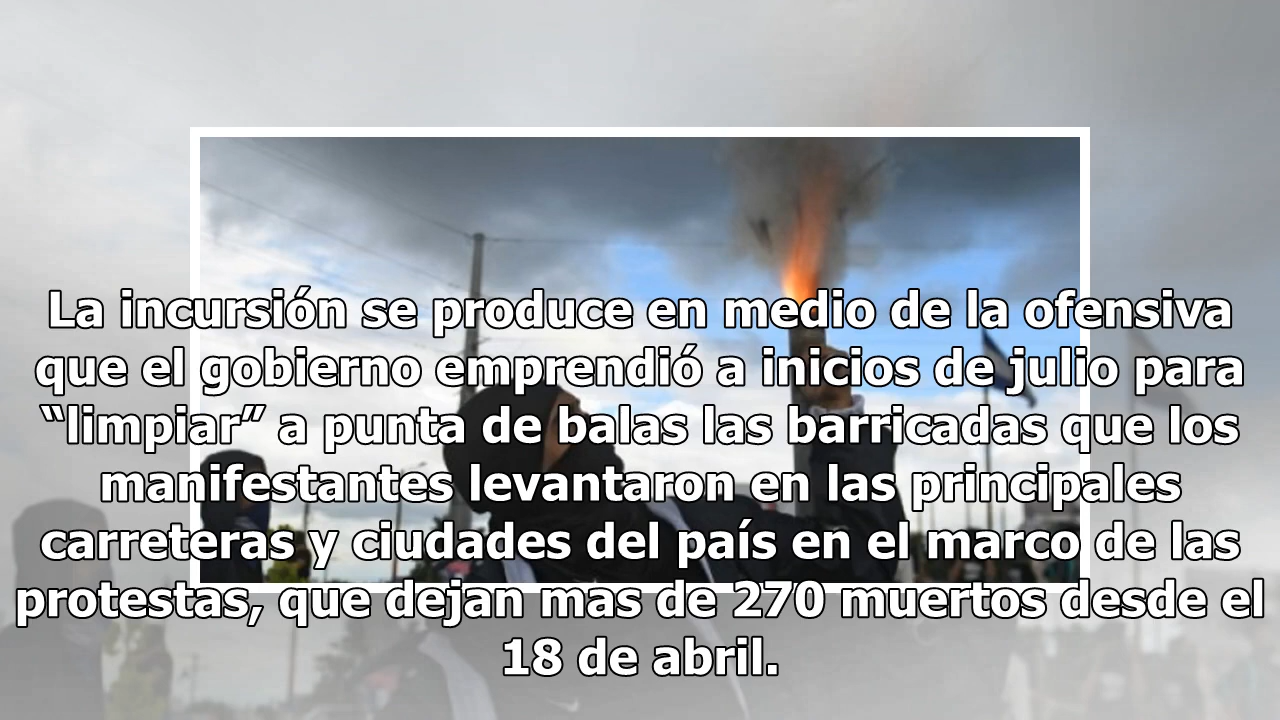 La incursión se produce en medio de la ofensiva
que el gobierno emprendió a inicios de julio para
“limpiar” a punta de balas las barricadas que los
manifestantes levantaron en las principales
carreteras y ciudades del país en el marco de las
protestas, que dejan mas de 270 muertos desde el
18 de abril.